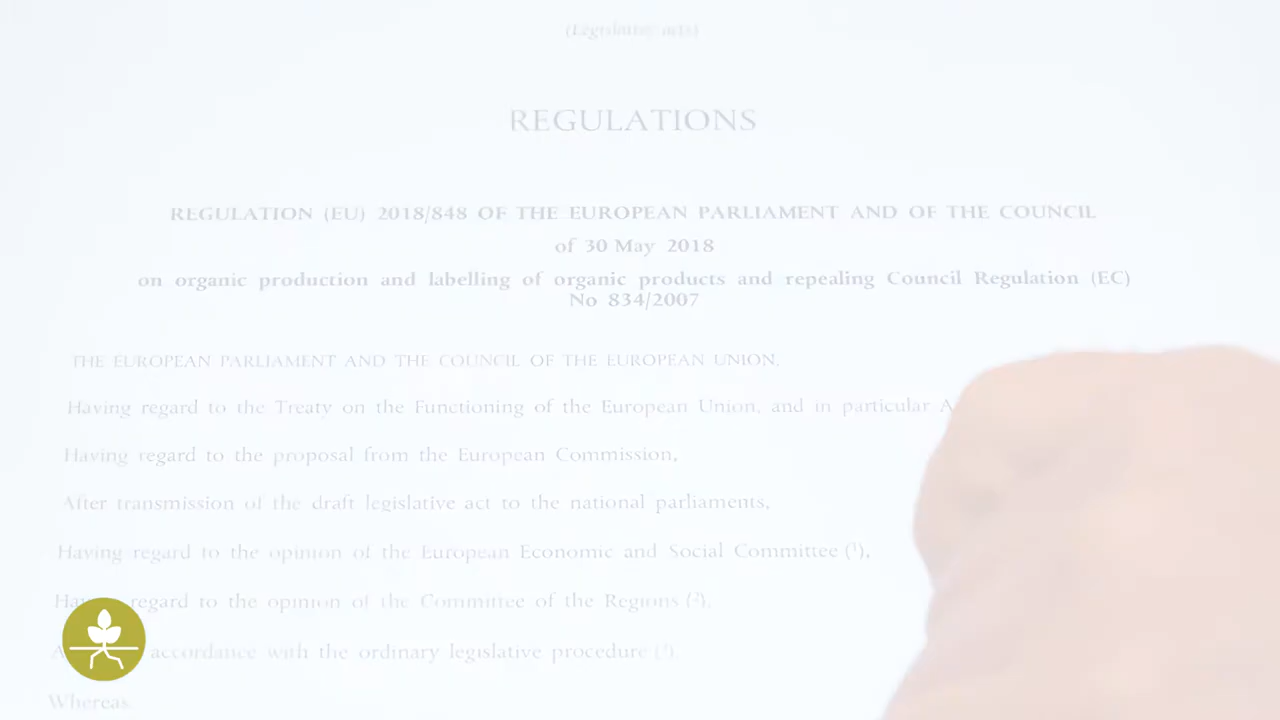 (Legislative acts)
REGULATIONS
REGULATION (EU) 2018/848 OF THE EUROPEAN PARLIAMENT AND OF THE COUNCIL
of 30 May 2018
on organic production and labelling of organic products and repealing Council Regulation (EC)
No 834/2007
THE EUROPEAN PARLIAMENT AND THE COUNCIL OF THE EUROPEAN UNION,
Having regard to the Treaty on the Functioning of the European Union, and in particular A
Having regard to the proposal from the European Commission,
After transmission of the draft legislative act to the national parliaments,
Having regard to the opinion of the European Economic and Social Committee (¹),
regard to the opinion of the Committee of the Regions (²),
accordance with the ordinary legislative procedure (³),
Whereas: